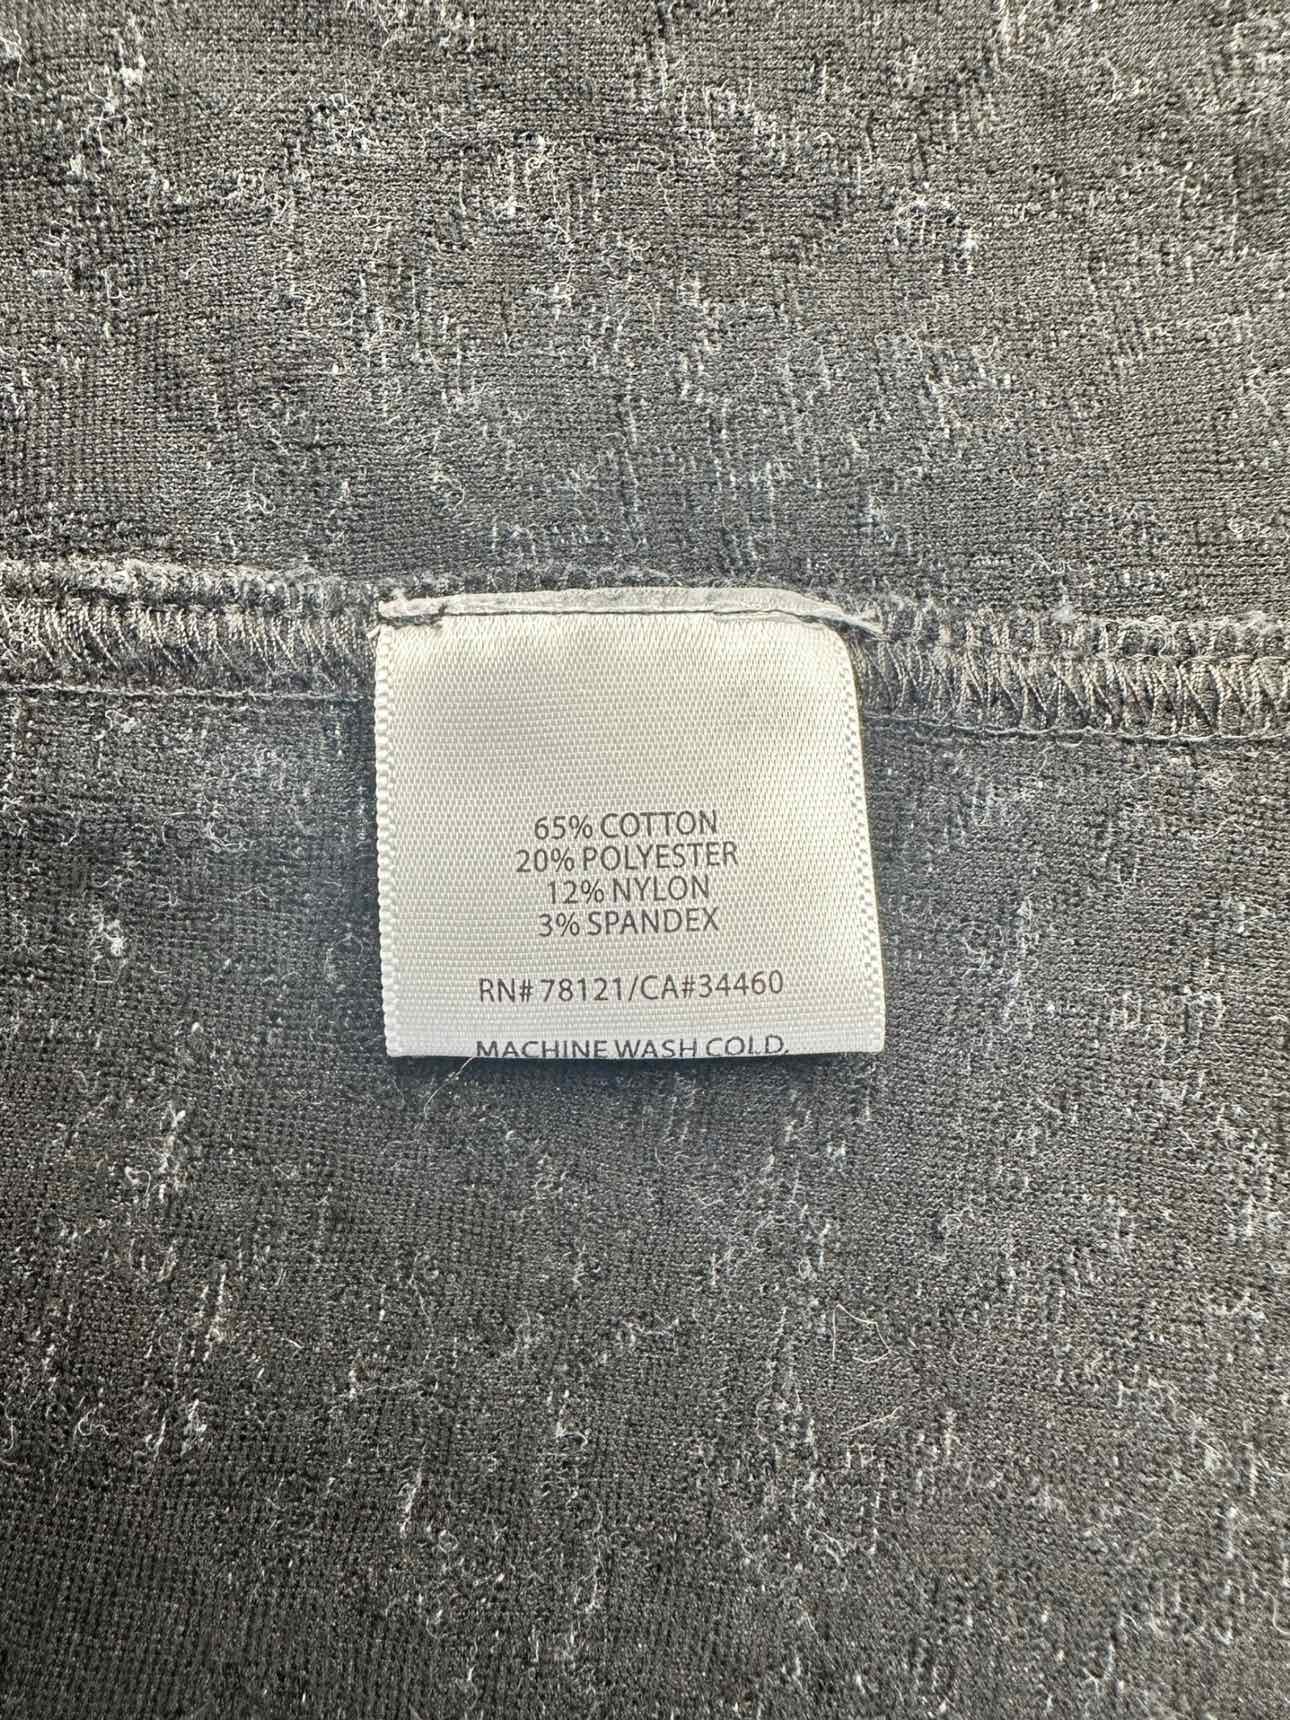 65% COTTON
20% POLYESTER
12% NYLON
3% SPANDEX
RN# 78121/CA#34460
MACHINE WASH COLD,